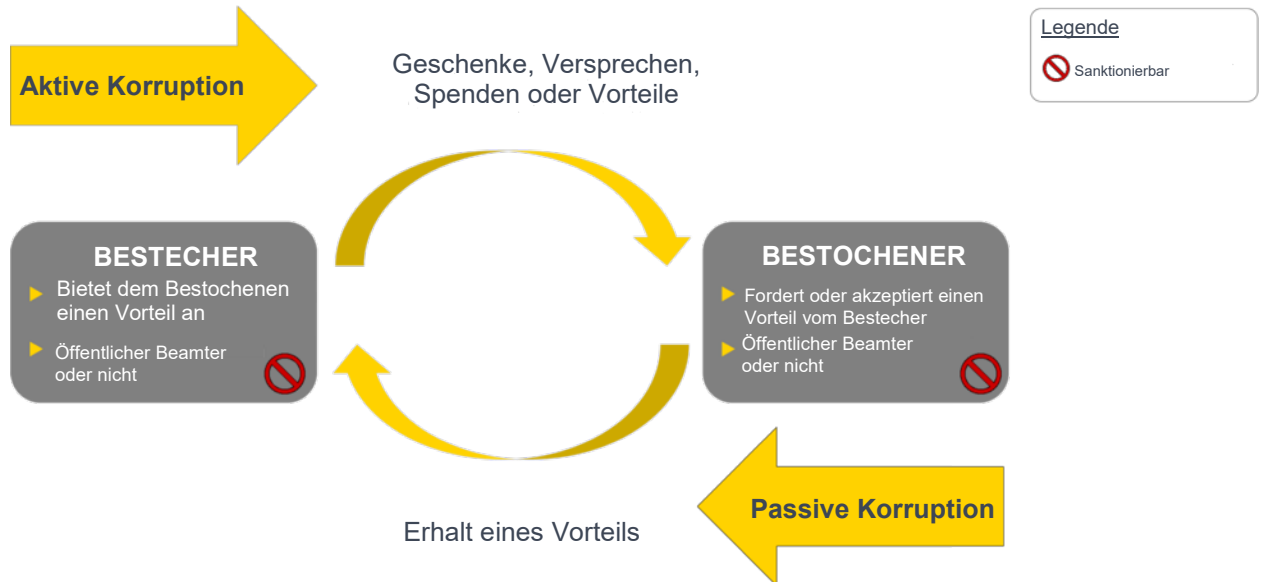 Aktive Korruption
Geschenke, Versprechen,
Spenden oder Vorteile
Legende
Sanktionierbar
BESTECHER
Bietet dem Bestochenen
einen Vorteil an
Öffentlicher Beamter
oder nicht
BESTOCHENER
Fordert oder akzeptiert einen
Vorteil vom Bestecher
Öffentlicher Beamter
oder nicht
Erhalt eines Vorteils
Passive Korruption